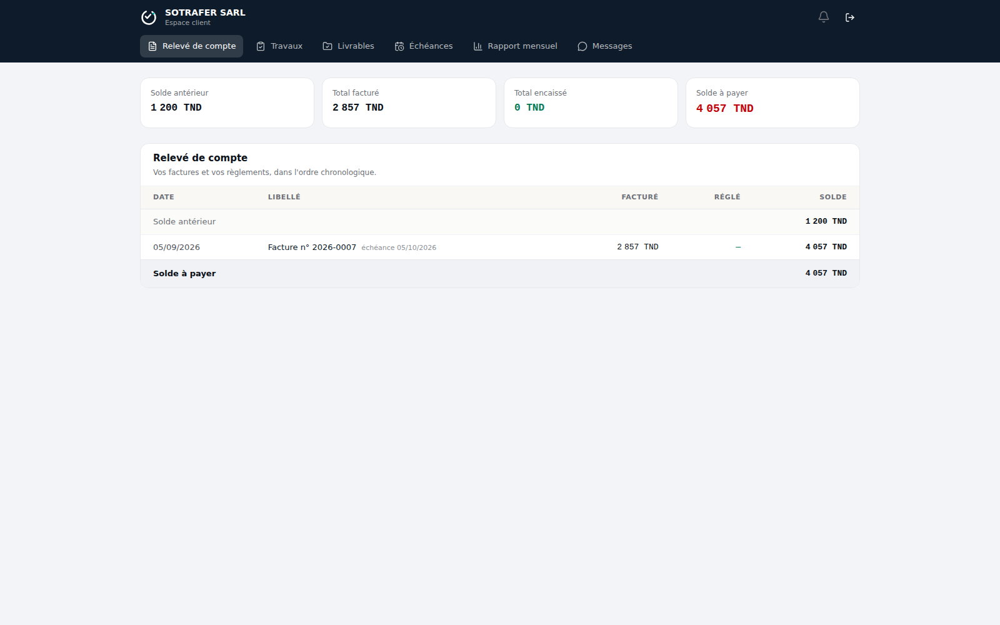 SOTRAFER SARL
Espace client
Relevé de compte Travaux Livrables Échéances Rapport mensuel Messages
Solde antérieur Total facturé Total encaissé Solde à payer
1 200 TND 2 857 TND 0 TND 4 057 TND
Relevé de compte
Vos factures et vos règlements, dans l'ordre chronologique.
DATE LIBELLÉ FACTURÉ RÉGLÉ SOLDE
Solde antérieur 1 200 TND
05/09/2026 Facture n° 2026-0007 échéance 05/10/2026 2 857 TND — 4 057 TND
Solde à payer 4 057 TND